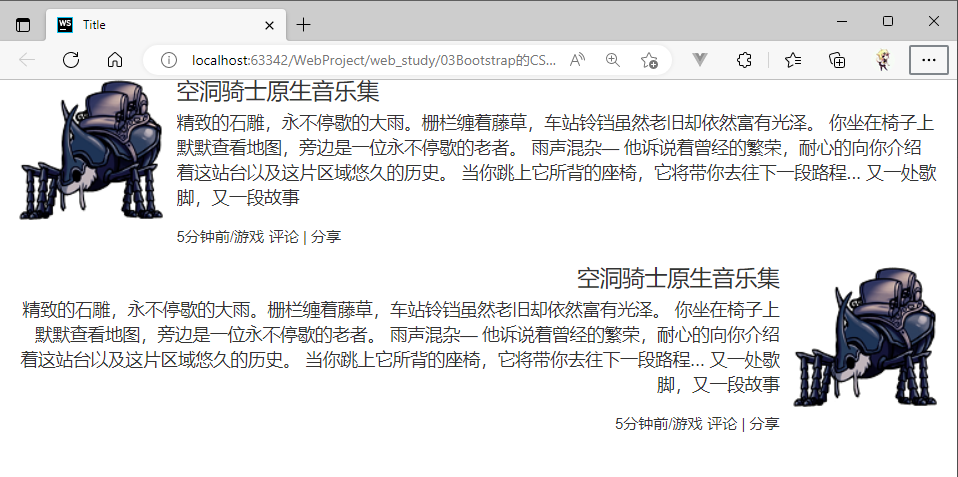 WS
Title
localhost:63342/WebProject/web_study/03Bootstrap的CS...
空洞骑士原生音乐集
精致的石雕，永不停歇的大雨。栅栏缠着藤草，车站铃铛虽然老旧却依然富有光泽。 你坐在椅子上
默默查看地图，旁边是一位永不停歇的老者。 雨声混杂— 他诉说着曾经的繁荣，耐心的向你介绍
着这站台以及这片区域悠久的历史。 当你跳上它所背的座椅，它将带你去往下一段路程... 又一处歇
脚，又一段故事
5分钟前/游戏 评论 | 分享
空洞骑士原生音乐集
精致的石雕，永不停歇的大雨。栅栏缠着藤草，车站铃铛虽然老旧却依然富有光泽。 你坐在椅子上
默默查看地图，旁边是一位永不停歇的老者。 雨声混杂— 他诉说着曾经的繁荣，耐心的向你介绍
着这站台以及这片区域悠久的历史。 当你跳上它所背的座椅，它将带你去往下一段路程... 又一处歇
脚，又一段故事
5分钟前/游戏 评论 | 分享